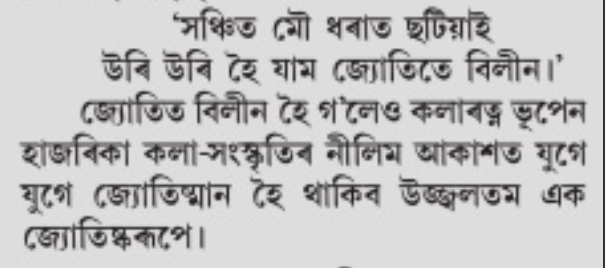 ‘সঞ্চিত মৌ ধৰাত ছটিয়াই
উৰি উৰি হৈ যাম জ্যোতিতে বিলীন।’
জ্যোতিত বিলীন হৈ গ’লেও কলাৰত্ন ভূপেন
হাজৰিকা কলা-সংস্কৃতিৰ নীলিম আকাশত যুগে
যুগে জ্যোতিষ্মান হৈ থাকিব উজ্জ্বলতম এক
জ্যোতিষ্কৰূপে।